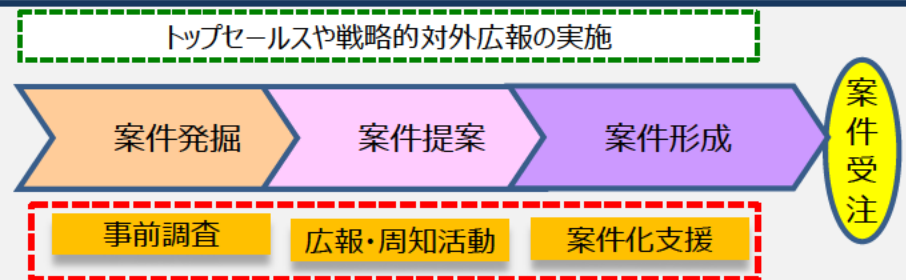 トップセールスや戦略的対外広報の実施
案件発掘
案件提案
案件形成
案件受注
事前調査
広報・周知活動
案件化支援